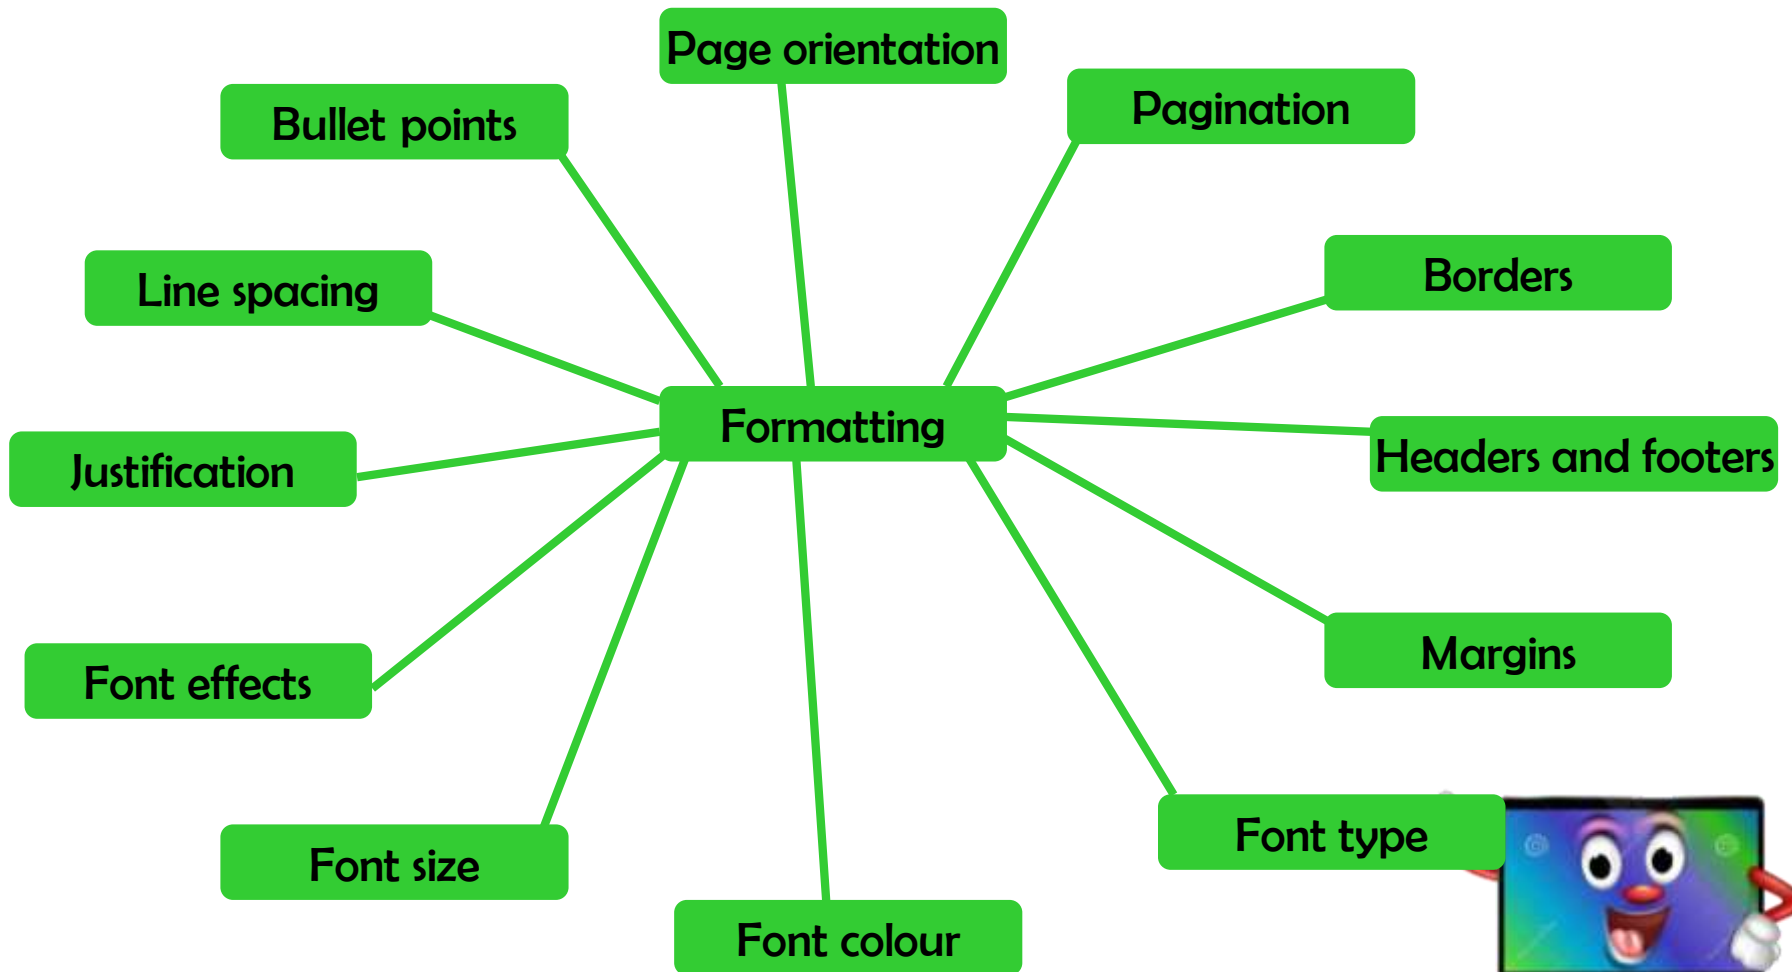 Page orientation
Pagination
Bullet points
Borders
Line spacing
Formatting
Headers and footers
Justification
Margins
Font effects
Font type
Font size
Font colour